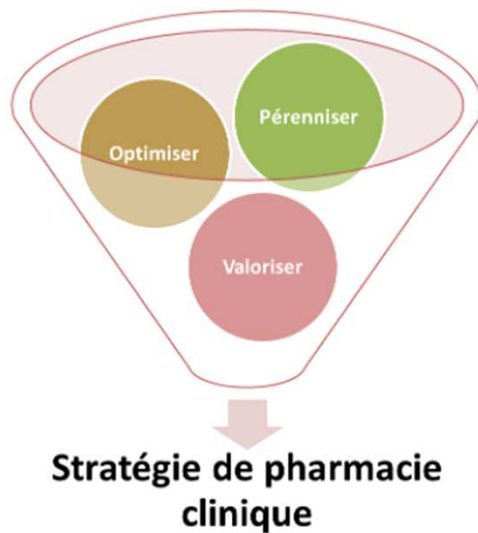 Pérenniser
Optimiser
Valoriser
Stratégie de pharmacie
clinique